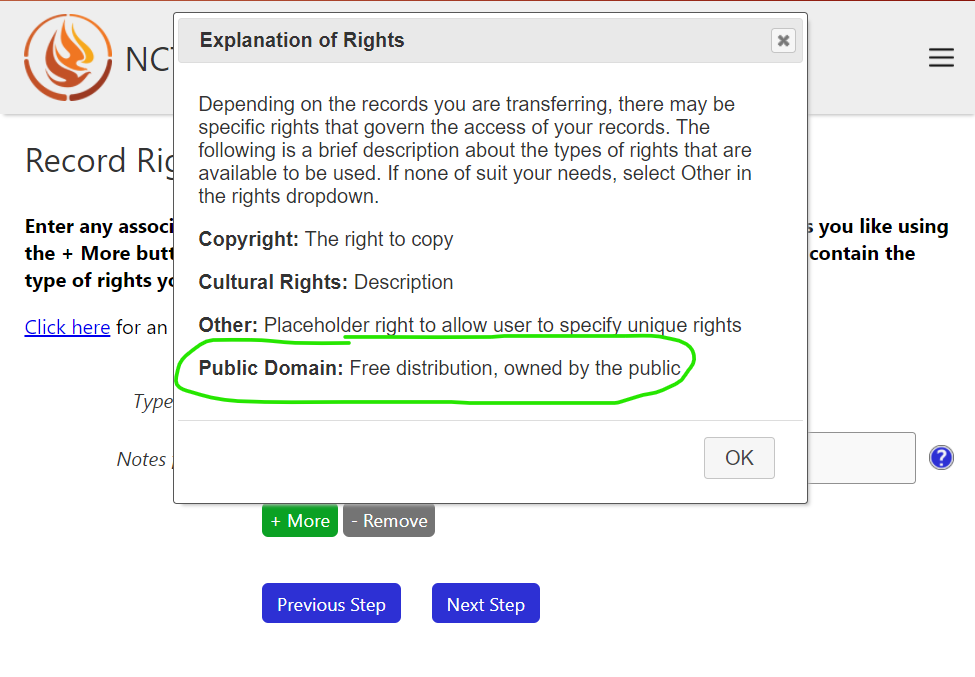 Explanation of Rights
NC
Depending on the records you are transferring, there may be
specific rights that govern the access of your records. The
following is a brief description about the types of rights that are
available to be used. If none of suit your needs, select Other in
the rights dropdown.
Record Rig
Enter any associ
s you like using
the + More butt
contain the
type of rights yo
Click here for an
Copyright: The right to copy
Cultural Rights: Description
Other: Placeholder right to allow user to specify unique rights
Public Domain: Free distribution, owned by the public
Type
Notes
OK
?
+ More
- Remove
Previous Step
Next Step